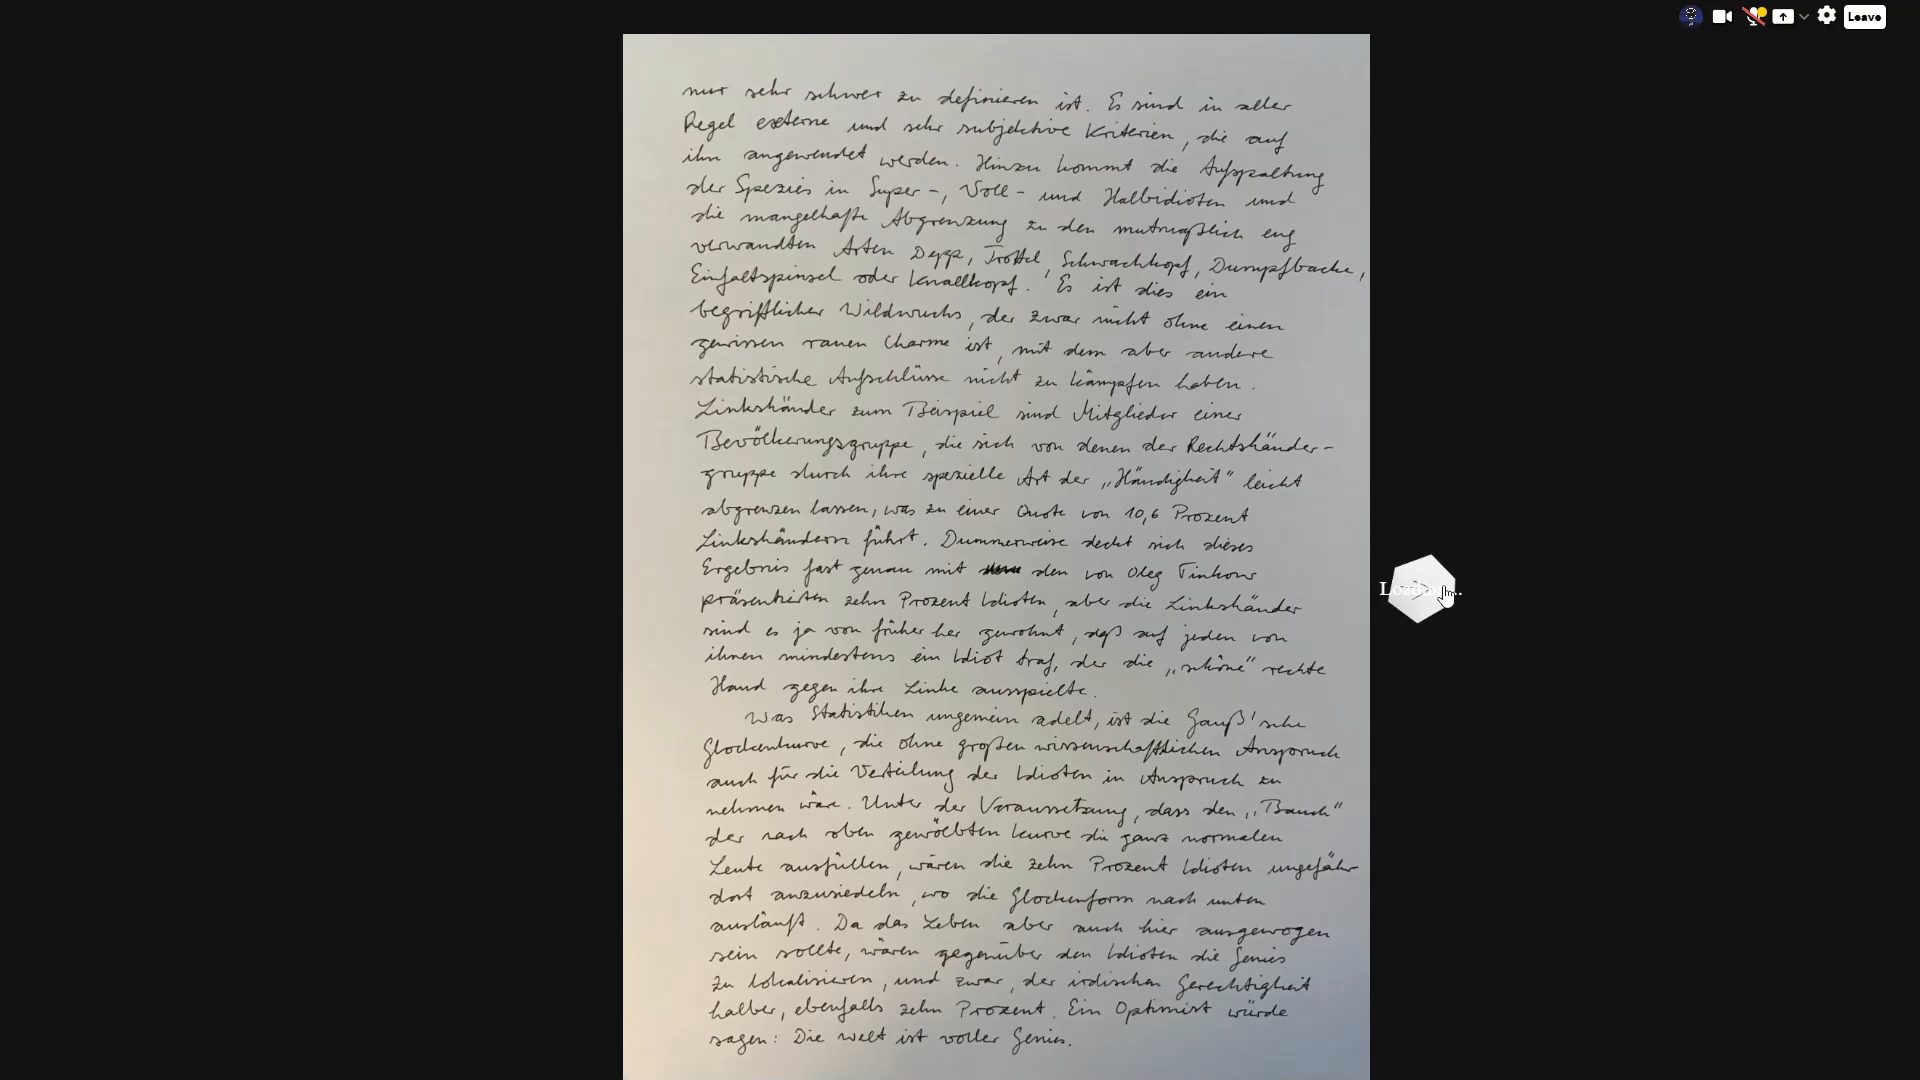 Leave
nur sehr schwer zu definieren ist. Es sind in aller
Regel externe und sehr subjektive Kriterien, die auf
ihn angewendet werden. Hinzu kommt die Aufspaltung
der Spezies in Super-, Voll- und Halbidioten und
die mangelhafte Abgrenzung zu den mutmaßlich eng
verwandten Arten Depp, Trottel, Schwachkopf, Dumpfbacke,
Einfaltspinsel oder Knallkopf. Es ist dies ein
begrifflicher Wildwuchs, der zwar nicht ohne einen
gewissen rauen Charme ist, mit dem aber andere
statistische Aufschlüsse nicht zu kämpfen haben.
Linkshänder zum Beispiel sind Mitglieder einer
Bevölkerungsgruppe, die sich von denen der Rechtshänder-
gruppe durch ihre spezielle Art der „Händigkeit“ leicht
abgrenzen lassen, was zu einer Quote von 10,6 Prozent
Linkshändern führt. Dummerweise deckt sich dieses
Ergebnis fast genau mit den von Oleg Tinkow
präsentierten zehn Prozent Idioten, aber die Linkshänder
sind es ja von früher her gewohnt, daß auf jeden von
ihnen mindestens ein Idiot traf, der die „schöne“ rechte
Hand gegen ihre Linke ausspielte.
Was Statistiken ungemein adelt, ist die Gauß'sche
Glockenkurve, die ohne großen wissenschaftlichen Anspruch
auch für die Verteilung der Idioten in Anspruch zu
nehmen wäre. Unter der Voraussetzung, dass den „Bauch“
der nach oben gewölbten Kurve die ganz normalen
Leute ausfüllen, wären die zehn Prozent Idioten ungefähr
dort anzusiedeln, wo die Glockenform nach unten
ausläuft. Da das Leben aber auch hier ausgewogen
sein sollte, wären gegenüber den Idioten die Genies
zu lokalisieren, und zwar, der irdischen Gerechtigkeit
halber, ebenfalls zehn Prozent. Ein Optimist würde
sagen: Die Welt ist voller Genies.